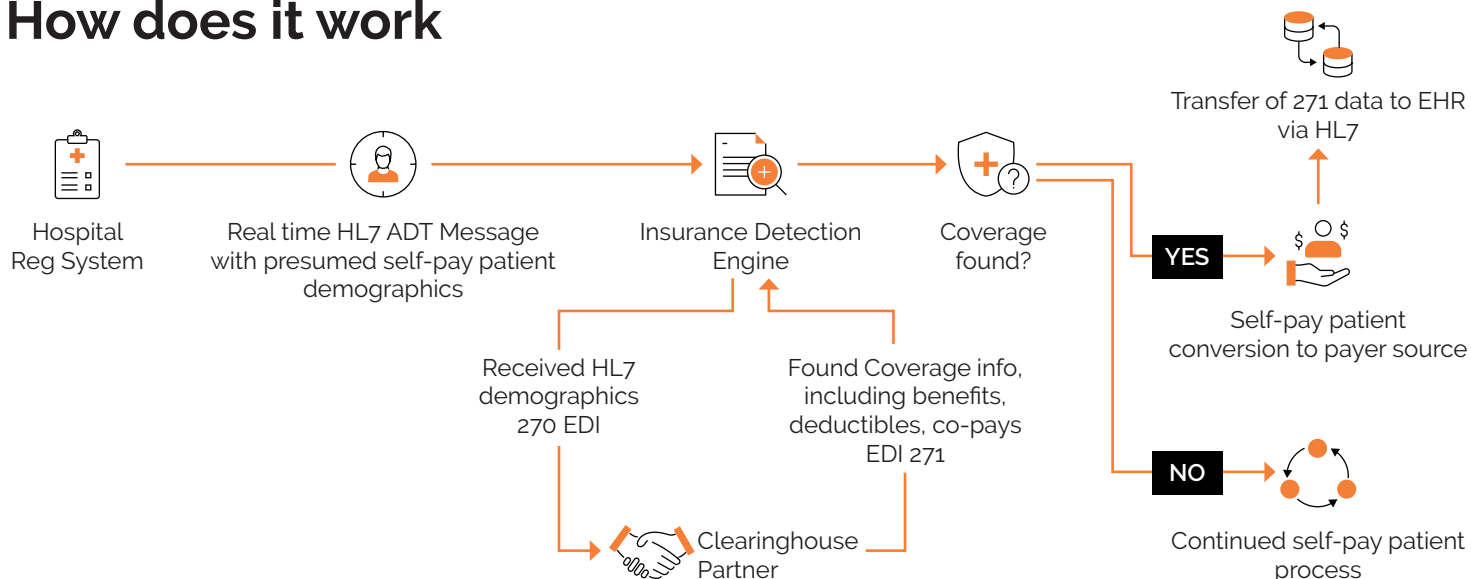 How does it work
Hospital
Reg System
Real time HL7 ADT Message
with presumed self-pay patient
demographics
Insurance Detection
Engine
Coverage
found?
Received HL7
demographics
270 EDI
Found Coverage info,
including benefits,
deductibles, co-pays
EDI 271
Clearinghouse
Partner
YES
Transfer of 271 data to EHR
via HL7
$ $
Self-pay patient
conversion to payer source
NO
Continued self-pay patient
process
?